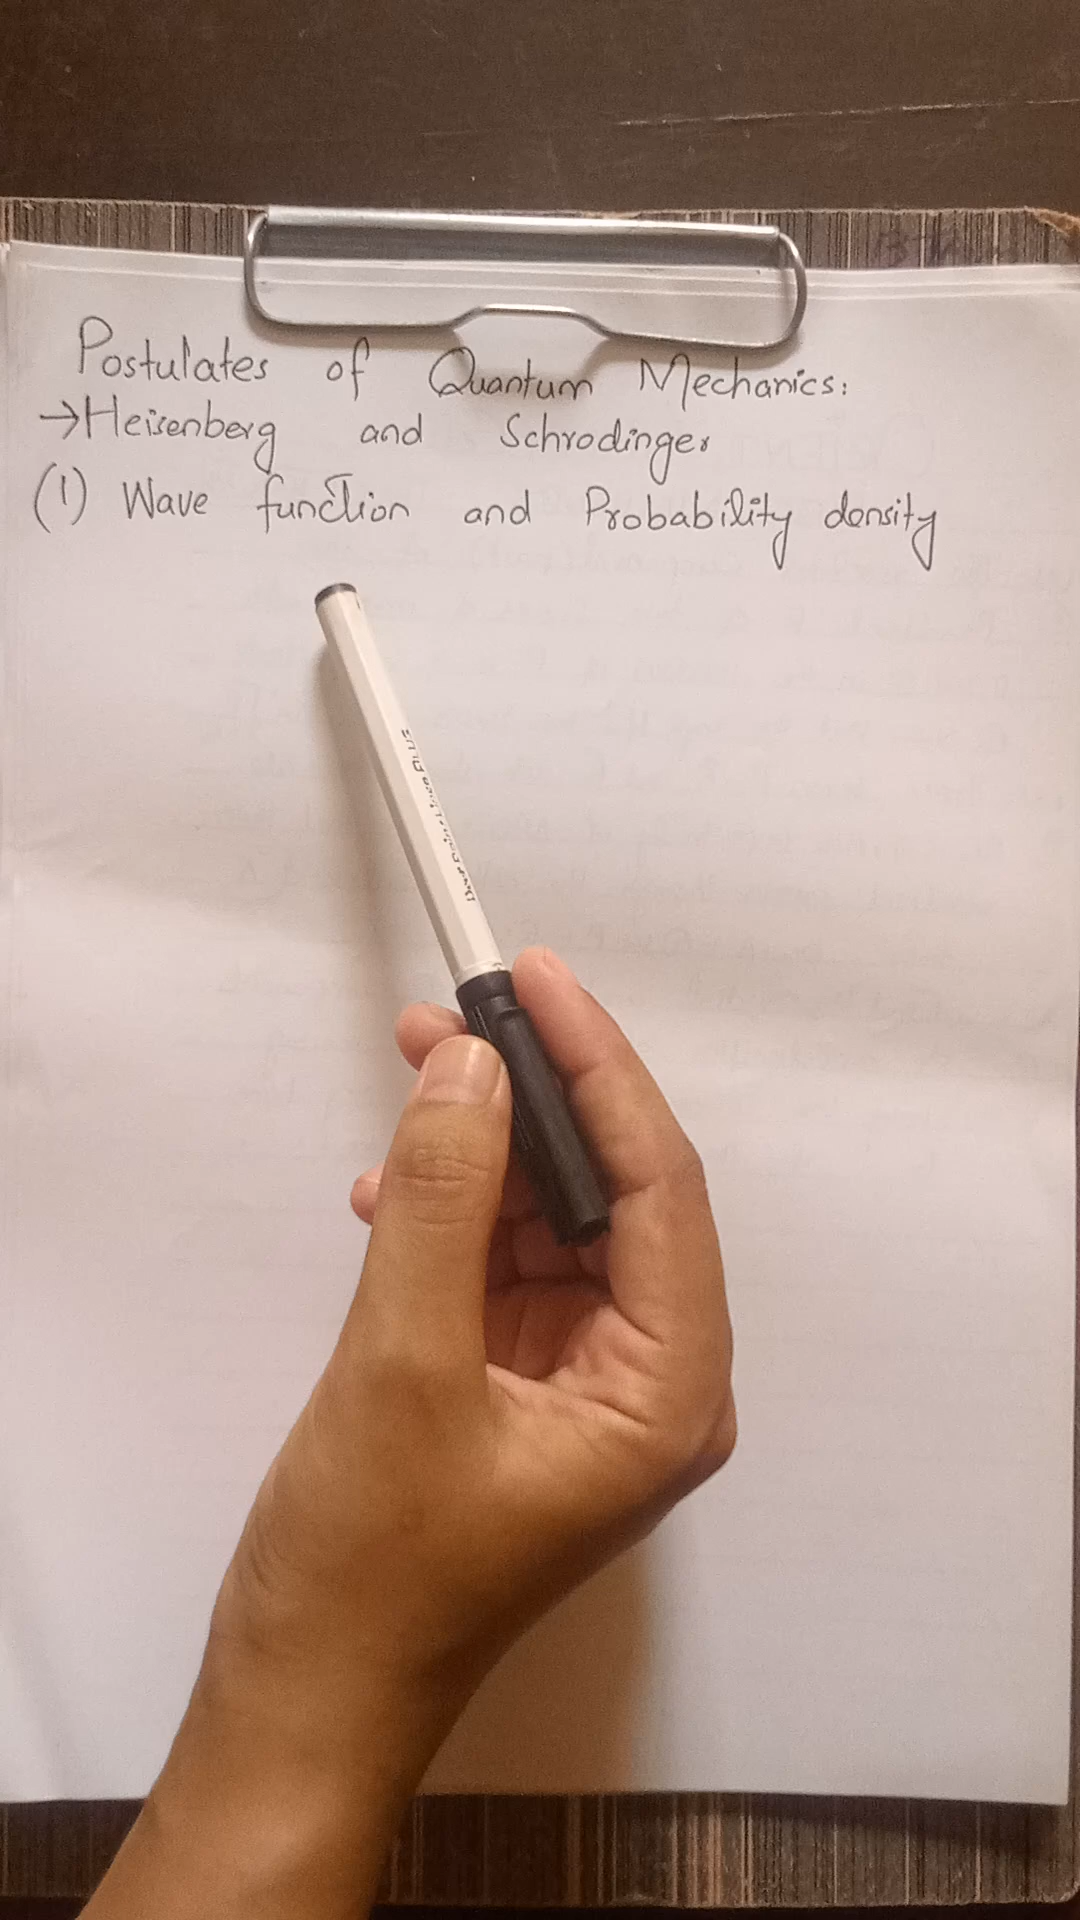 Postulates of Quantum Mechanics:
→Heisenberg and Schrodinger
(1) Wave function and Probability density